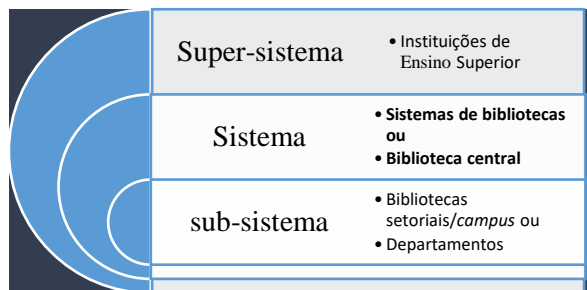 Super-sistema
• Instituições de
Ensino Superior
Sistema
• Sistemas de bibliotecas
ou
• Biblioteca central
sub-sistema
• Bibliotecas
setoriais/campus ou
• Departamentos